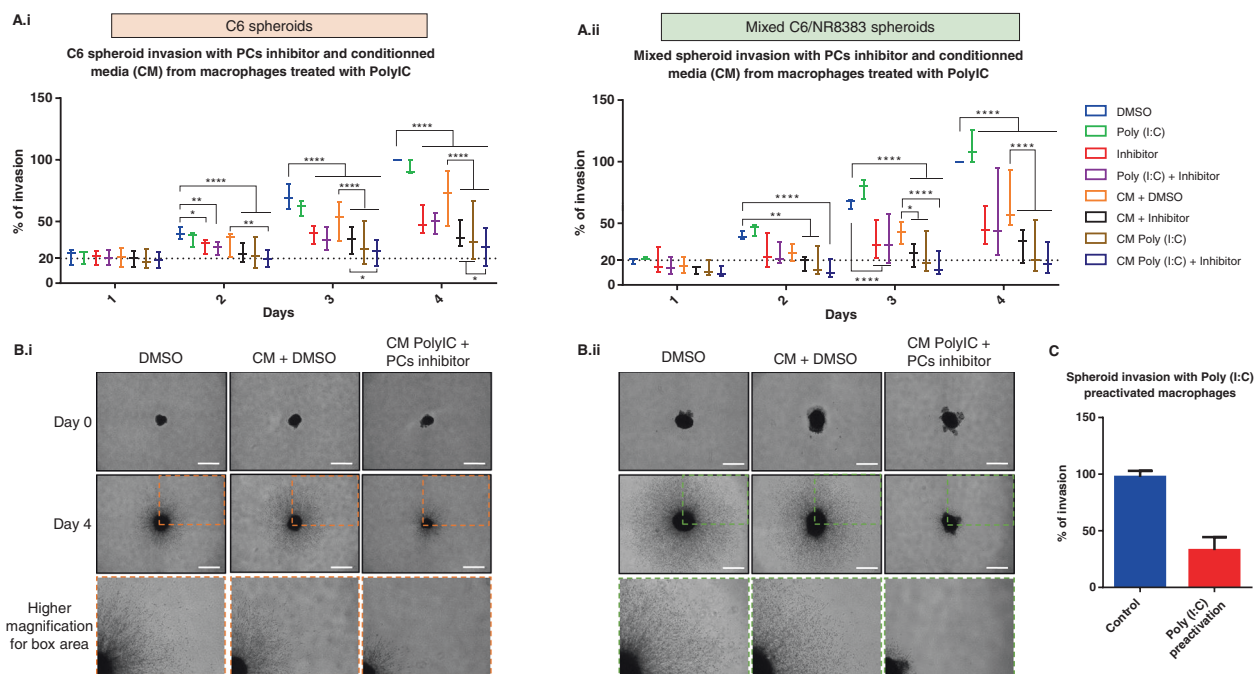 A.i
C6 spheroids
C6 spheroid invasion with PCs inhibitor and conditionned
media (CM) from macrophages treated with PolyIC
% of invasion
150
100
50
20
0
****
**
*
****
**
****
****
*
****
****
*
1
2
3
4
Days
A.ii
Mixed C6/NR8383 spheroids
Mixed spheroid invasion with PCs inhibitor and conditionned
media (CM) from macrophages treated with PolyIC
% of invasion
150
100
50
20
0
****
**
****
****
*
****
****
****
1
2
3
4
Days
DMSO
Poly (I:C)
Inhibitor
Poly (I:C) + Inhibitor
CM + DMSO
CM + Inhibitor
CM Poly (I:C)
CM Poly (I:C) + Inhibitor
B.i
DMSO
CM + DMSO
CM PolyIC +
PCs inhibitor
Day 0
Day 4
Higher
magnification
for box area
B.ii
DMSO
CM + DMSO
CM PolyIC +
PCs inhibitor
C
Spheroid invasion with Poly (I:C)
preactivated macrophages
% of invasion
150
100
50
0
Control
Poly (I:C)
preactivation